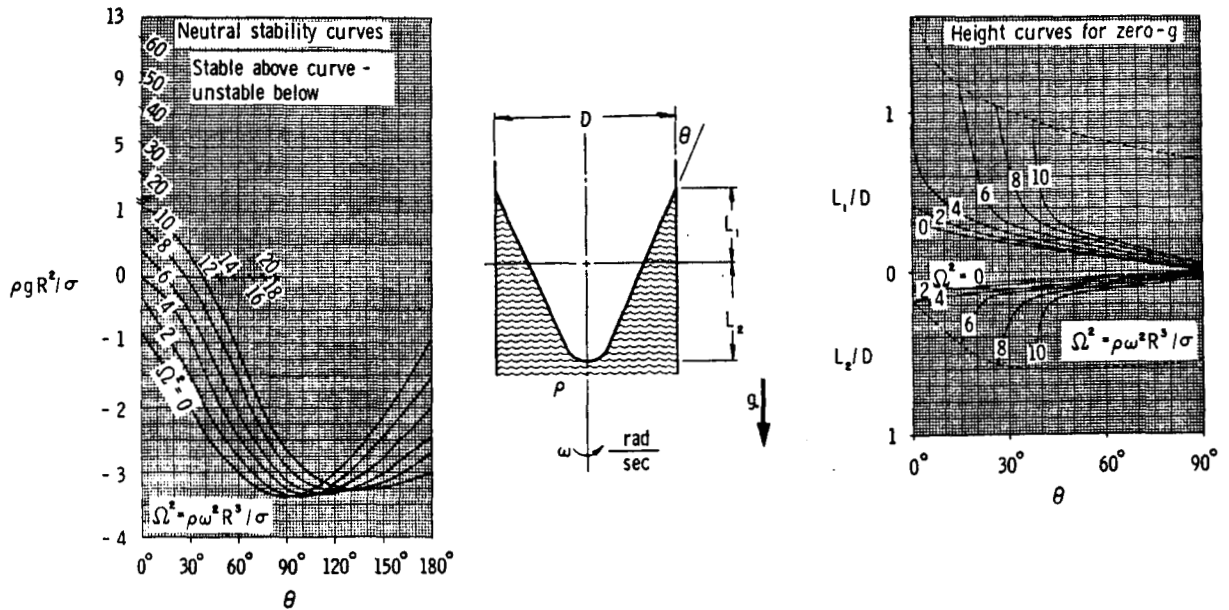 Neutral stability curves
Stable above curve -
unstable below
13
9
5
1
0
- 1
- 2
- 3
- 4
ρgR²/σ
60
50
40
30
20
10
8
6
4
2
Ω²=0
12
14
16
18
20
Ω²=ρω²R³/σ
0° 30° 60° 90° 120° 150° 180°
θ
D
θ
L₁
L₂
ρ
g
ω rad/sec
Height curves for zero-g
1
L₁/D
0
L₂/D
1
0 2 4 6 8 10
Ω²=0
2
4
6
8
10
Ω²=ρω²R³/σ
0° 30° 60° 90°
θ